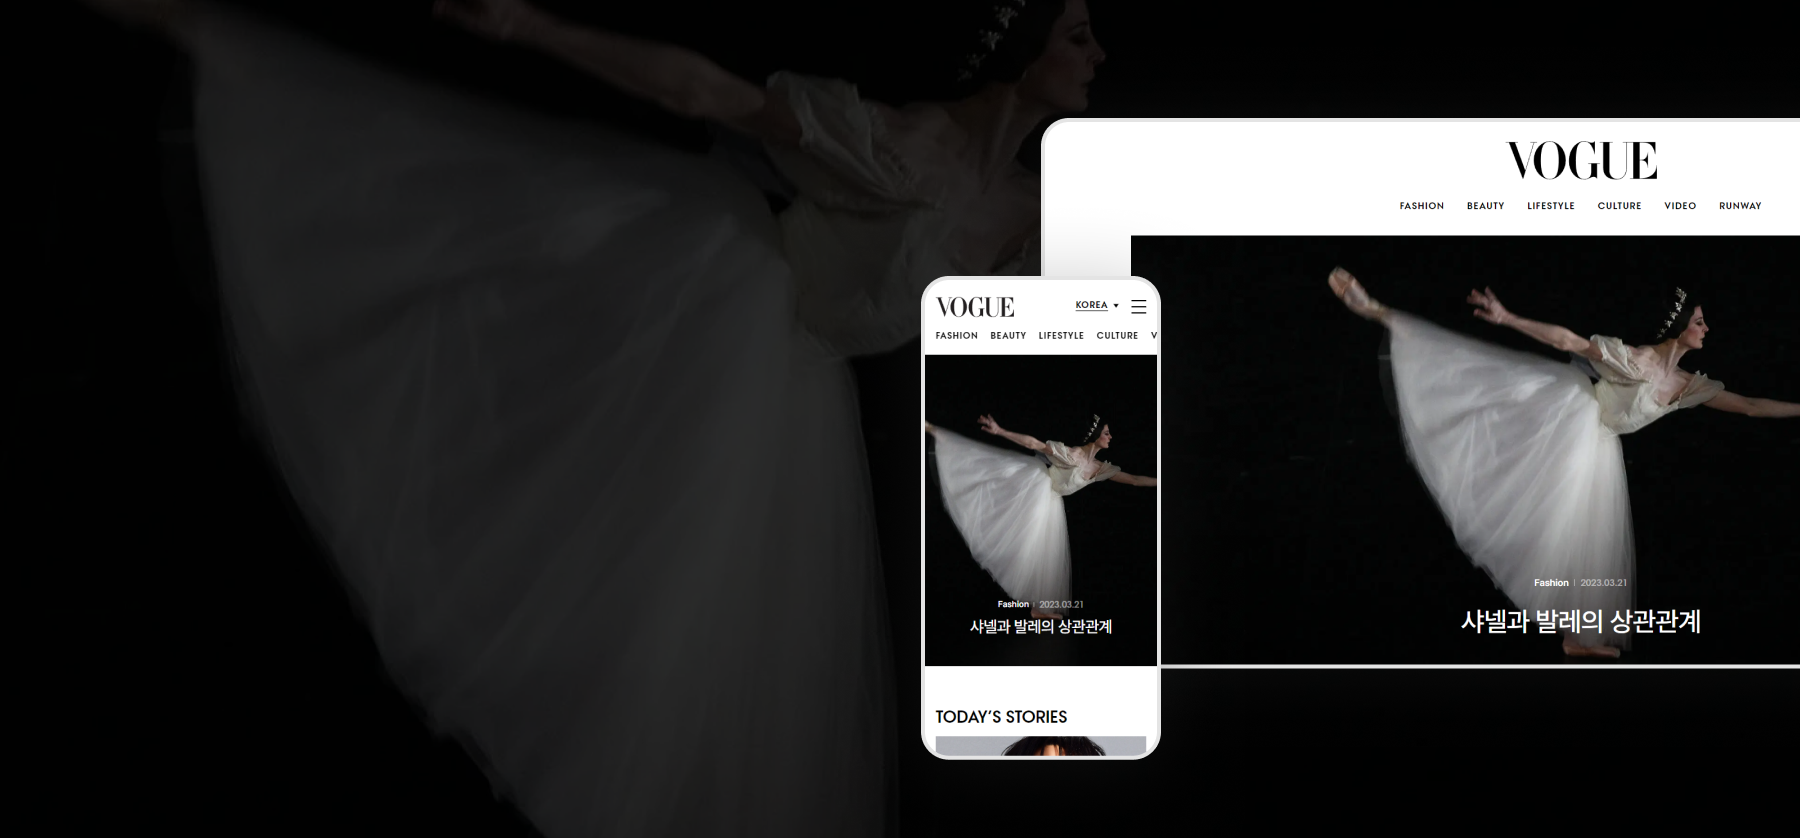 VOGUE
FASHION BEAUTY LIFESTYLE CULTURE VIDEO RUNWAY
Fashion | 2023.03.21
샤넬과 발레의 상관관계
VOGUE KOREA
FASHION BEAUTY LIFESTYLE CULTURE V
Fashion | 2023.03.21
샤넬과 발레의 상관관계
TODAY'S STORIES